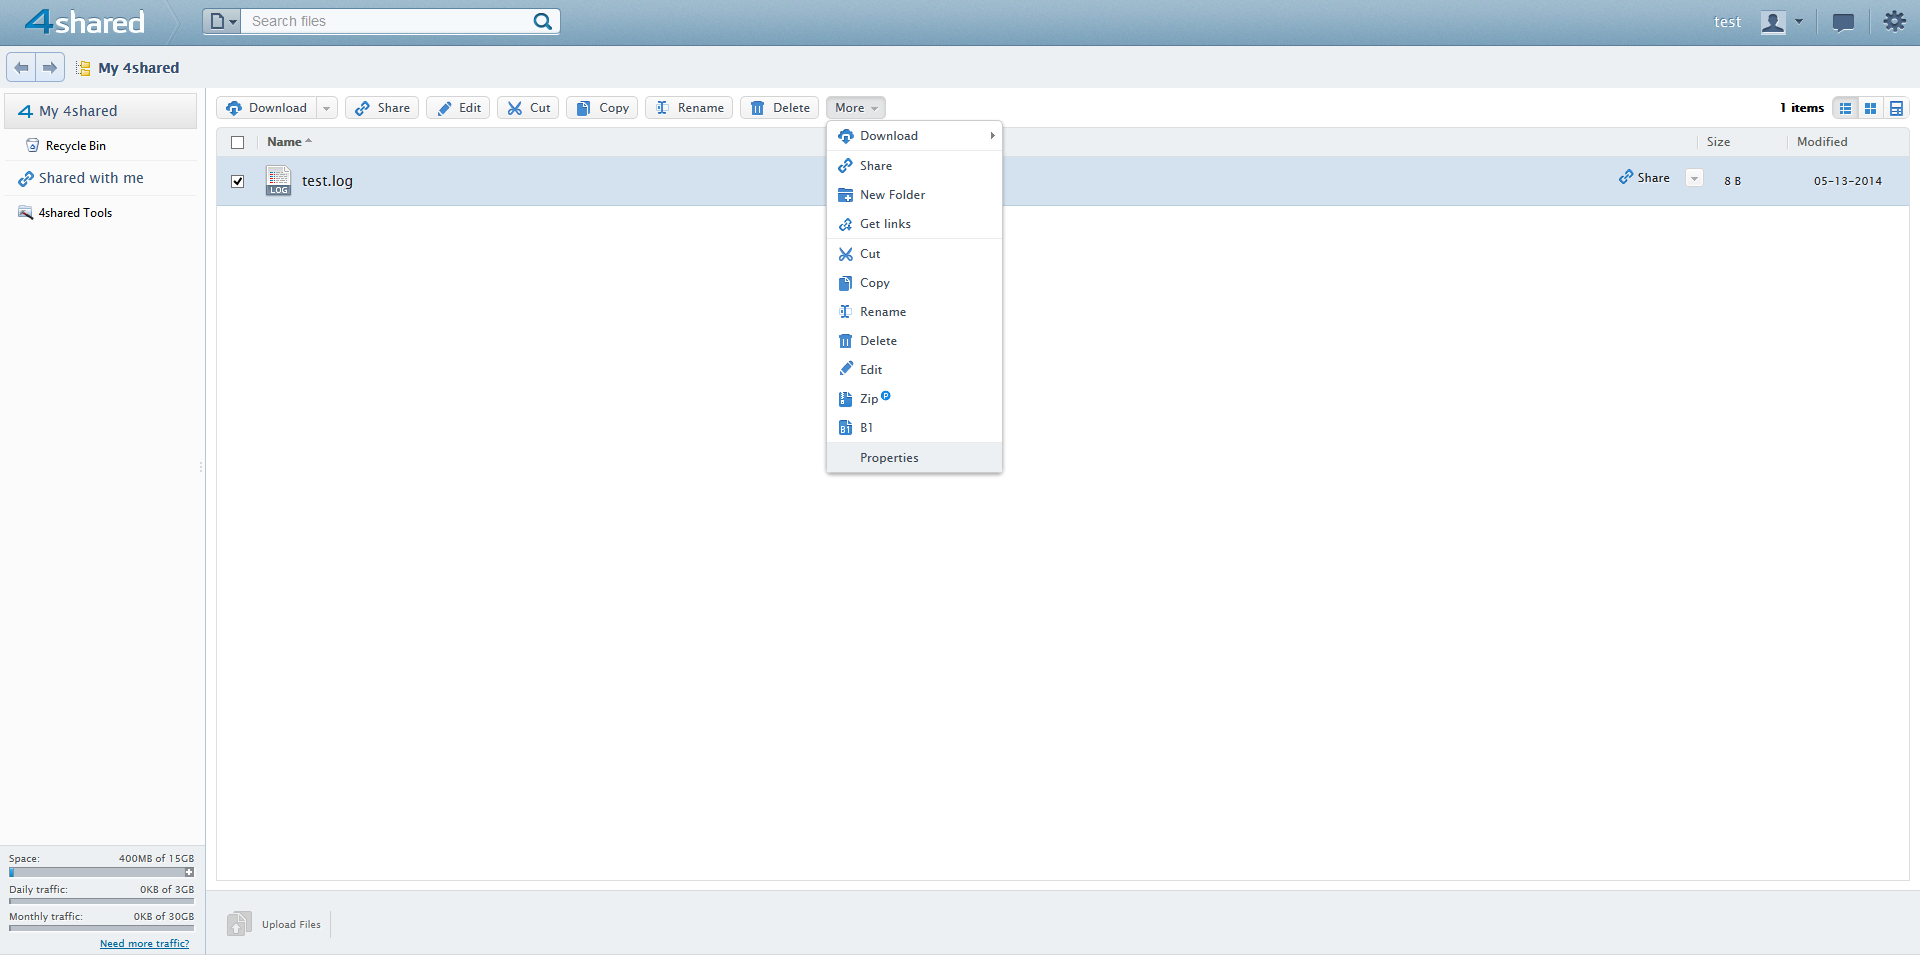 4shared
Search files
test
My 4shared
4 My 4shared
Recycle Bin
Shared with me
4shared Tools
Download Share Edit Cut Copy Rename Delete More
1 items
Name Size Modified
LOG test.log Share 8 B 05-13-2014
Download
Share
New Folder
Get links
Cut
Copy
Rename
Delete
Edit
Zip P
B1 B1
Properties
Space: 400MB of 15GB
Daily traffic: 0KB of 3GB
Monthly traffic: 0KB of 30GB
Need more traffic?
Upload Files